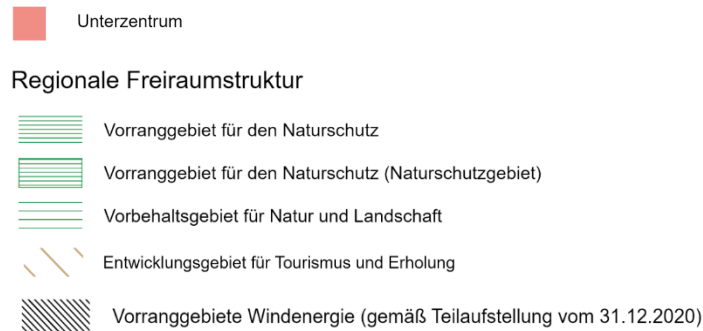 Unterzentrum
Regionale Freiraumstruktur
Vorranggebiet für den Naturschutz
Vorranggebiet für den Naturschutz (Naturschutzgebiet)
Vorbehaltsgebiet für Natur und Landschaft
Entwicklungsgebiet für Tourismus und Erholung
Vorranggebiete Windenergie (gemäß Teilaufstellung vom 31.12.2020)